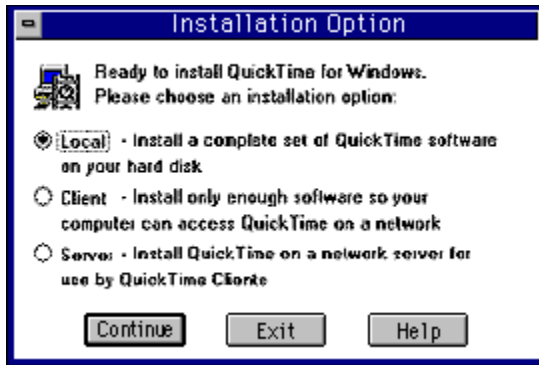 Installation Option
Ready to install QuickTime for Windows.
Please choose an installation option:
Local - Install a complete set of QuickTime software
on your hard disk
Client - Install only enough software so your
computer can access QuickTime on a network
Server - Install QuickTime on a network server for
use by QuickTime Clients
Continue
Exit
Help